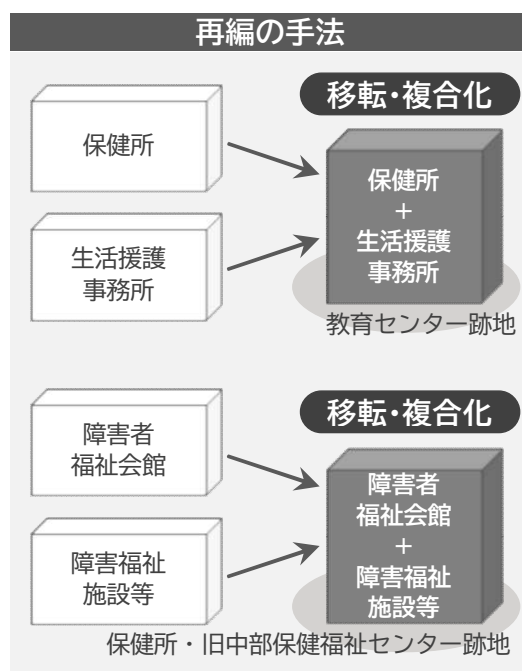 再編の手法
移転・複合化
保健所
生活援護
事務所
保健所
+
生活援護
事務所
教育センター跡地
移転・複合化
障害者
福祉会館
障害福祉
施設等
障害者
福祉会館
+
障害福祉
施設等
保健所・旧中部保健福祉センター跡地